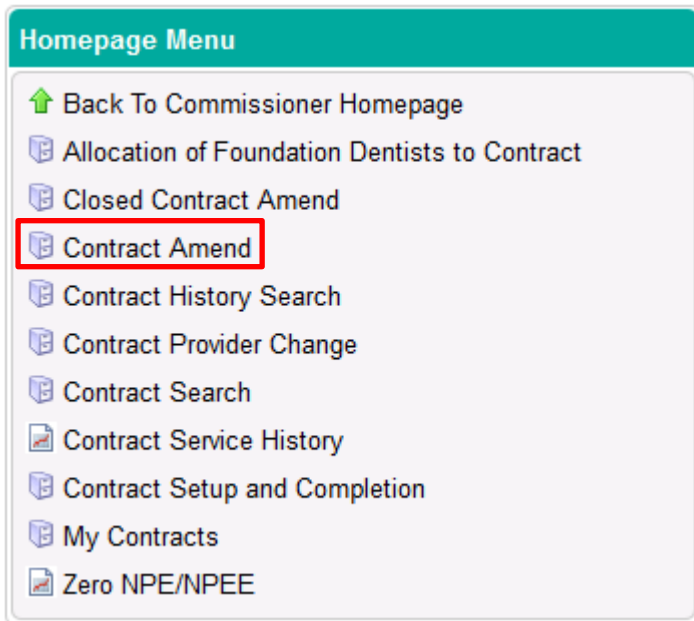 Homepage Menu
Back To Commissioner Homepage
Allocation of Foundation Dentists to Contract
Closed Contract Amend
Contract Amend
Contract History Search
Contract Provider Change
Contract Search
Contract Service History
Contract Setup and Completion
My Contracts
Zero NPE/NPEE